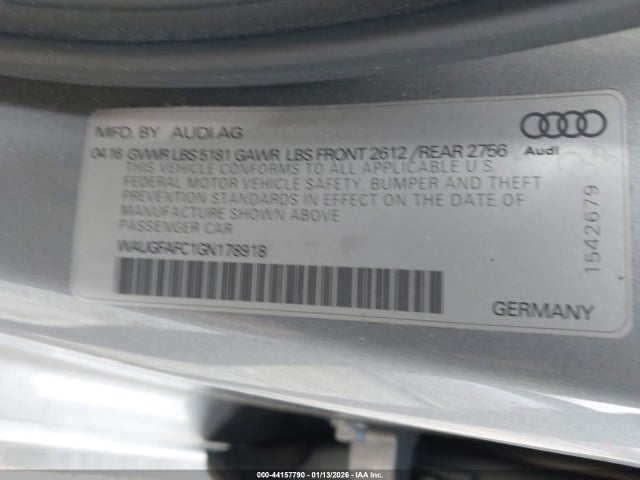 MFD. BY AUDI AG
04 16 GVWR LBS 5181 GAWR LBS FRONT 2612 / REAR 2756
THIS VEHICLE CONFORMS TO ALL APPLICABLE U S
FEDERAL MOTOR VEHICLE SAFETY, BUMPER AND THEFT
PREVENTION STANDARDS IN EFFECT ON THE DATE OF
MANUFACTURE SHOWN ABOVE
PASSENGER CAR
WAUGFAFC1GN178918
Audi
1542679
GERMANY
000-44157790 - 01/13/2026 - IAA Inc.